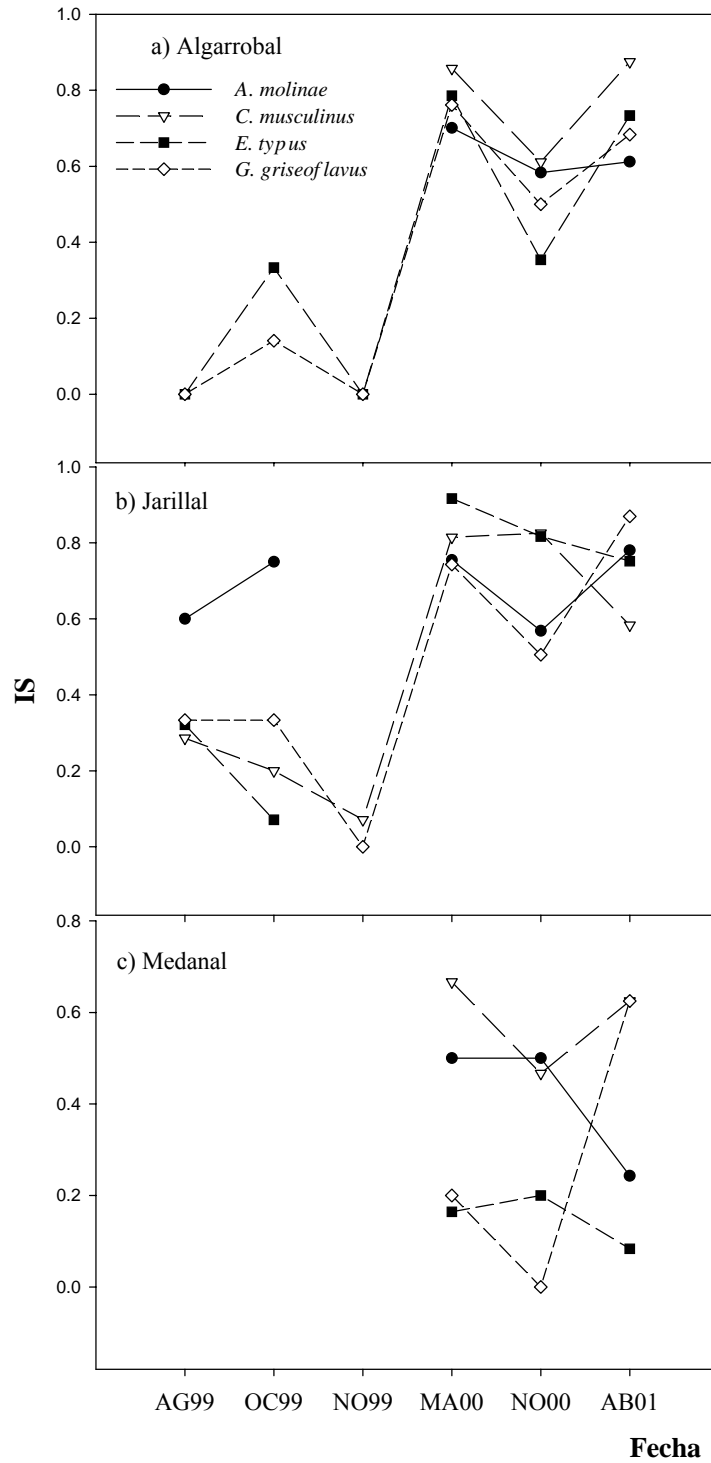 a) Algarrobal
A. molinae
C. musculinus
E. typus
G. griseoflavus
1.0
0.8
0.6
0.4
0.2
0.0
b) Jarillal
1.0
0.8
0.6
0.4
0.2
0.0
IS
c) Medanal
0.8
0.6
0.4
0.2
0.0
AG99 OC99 NO99 MA00 NO00 AB01
Fecha